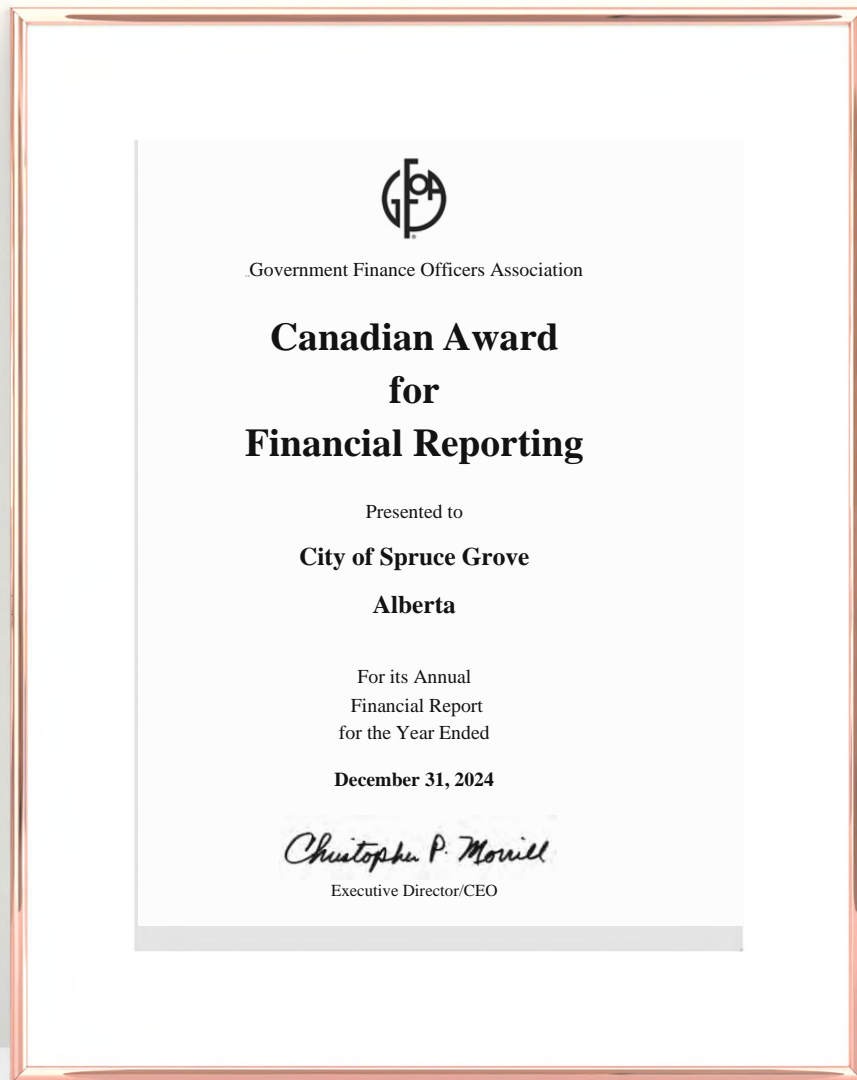 GFOA
Government Finance Officers Association
Canadian Award
for
Financial Reporting
Presented to
City of Spruce Grove
Alberta
For its Annual
Financial Report
for the Year Ended
December 31, 2024
Christopher P. Morrill
Executive Director/CEO